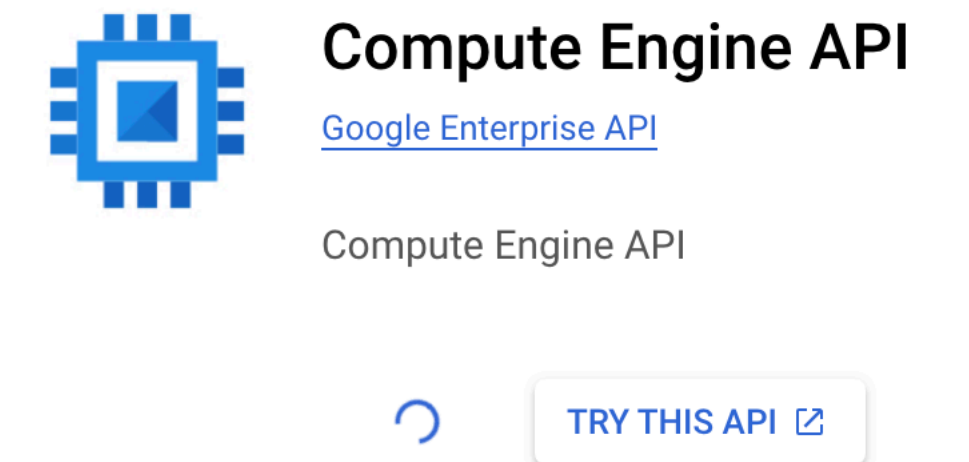 Compute Engine API
Google Enterprise API
Compute Engine API
TRY THIS API